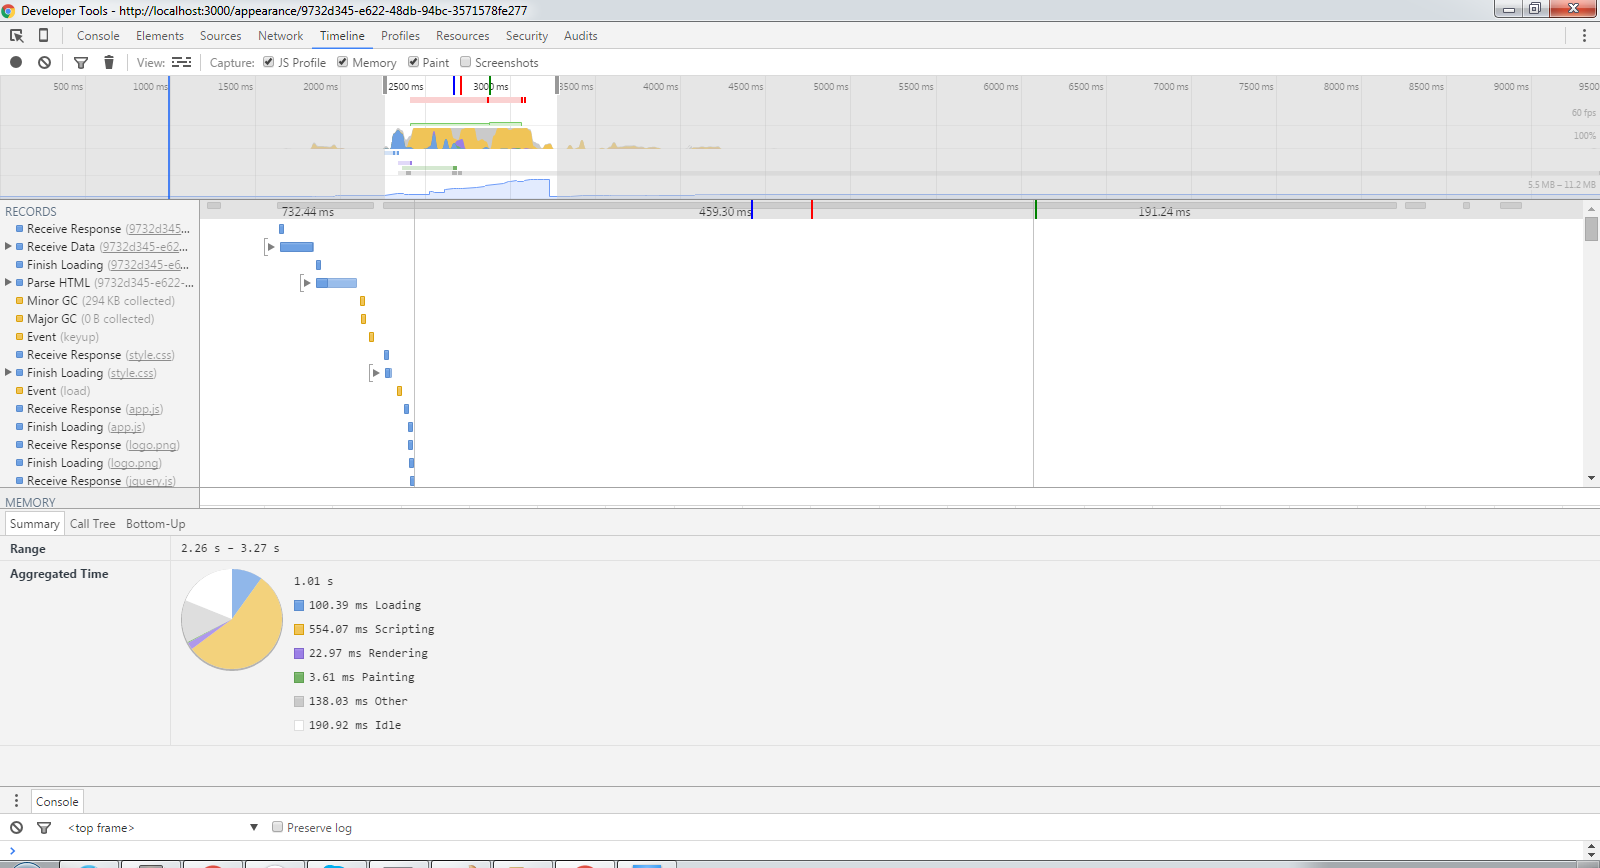 Developer Tools - http://localhost:3000/appearance/9732d345-e622-48db-94bc-3571578fe277
Console Elements Sources Network Timeline Profiles Resources Security Audits
View: Capture: JS Profile Memory Paint Screenshots
500 ms 1000 ms 1500 ms 2000 ms 2500 ms 3000 ms 3500 ms 4000 ms 4500 ms 5000 ms 5500 ms 6000 ms 6500 ms 7000 ms 7500 ms 8000 ms 8500 ms 9000 ms 9500
60 fps
100%
5.5 MB – 11.2 MB
RECORDS 732.44 ms 459.30 ms 191.24 ms
Receive Response (9732d345...
Receive Data (9732d345-e62...
Finish Loading (9732d345-e6...
Parse HTML (9732d345-e622-...
Minor GC (294 KB collected)
Major GC (0 B collected)
Event (keyup)
Receive Response (style.css)
Finish Loading (style.css)
Event (load)
Receive Response (app.js)
Finish Loading (app.js)
Receive Response (logo.png)
Finish Loading (logo.png)
Receive Response (jquery.js)
MEMORY
Summary Call Tree Bottom-Up
Range 2.26 s – 3.27 s
Aggregated Time
1.01 s
100.39 ms Loading
554.07 ms Scripting
22.97 ms Rendering
3.61 ms Painting
138.03 ms Other
190.92 ms Idle
Console
<top frame> Preserve log